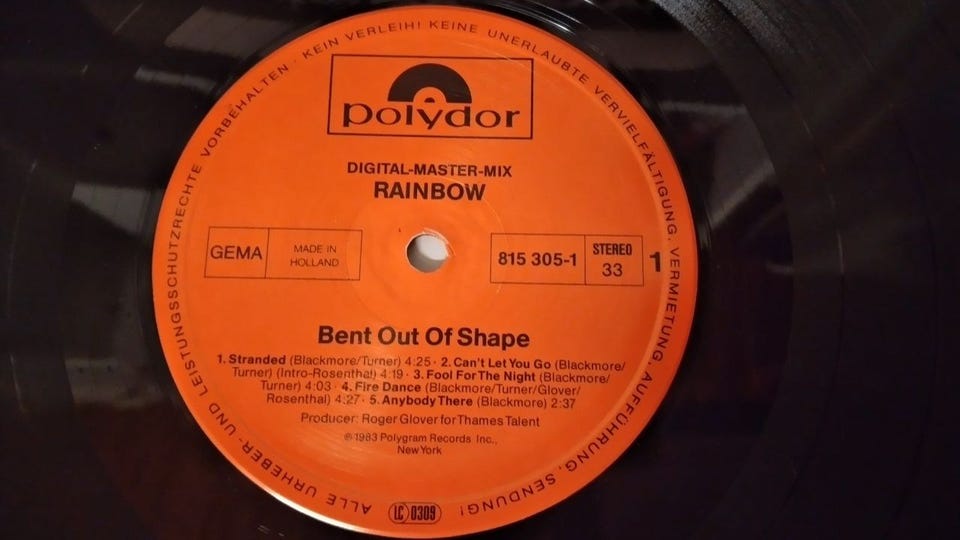 ALLE URHEBER- UND LEISTUNGSSCHUTZRECHTE VORBEHALTEN · KEIN VERLEIH! KEINE UNERLAUBTE VERVIELFÄLTIGUNG, VERMIETUNG, AUFFÜHRUNG, SENDUNG!
polydor
DIGITAL-MASTER-MIX
RAINBOW
GEMA
MADE IN
HOLLAND
815 305-1
STEREO
33
1
Bent Out Of Shape
1. Stranded (Blackmore/Turner) 4:25 · 2. Can't Let You Go (Blackmore/
Turner) (Intro-Rosenthal) 4:19 · 3. Fool For The Night (Blackmore/
Turner) 4:03 · 4. Fire Dance (Blackmore/Turner/Glover/
Rosenthal) 4:27 · 5. Anybody There (Blackmore) 2:37
Producer: Roger Glover for Thames Talent
℗1983 Polygram Records Inc.,
New York
LC 0309